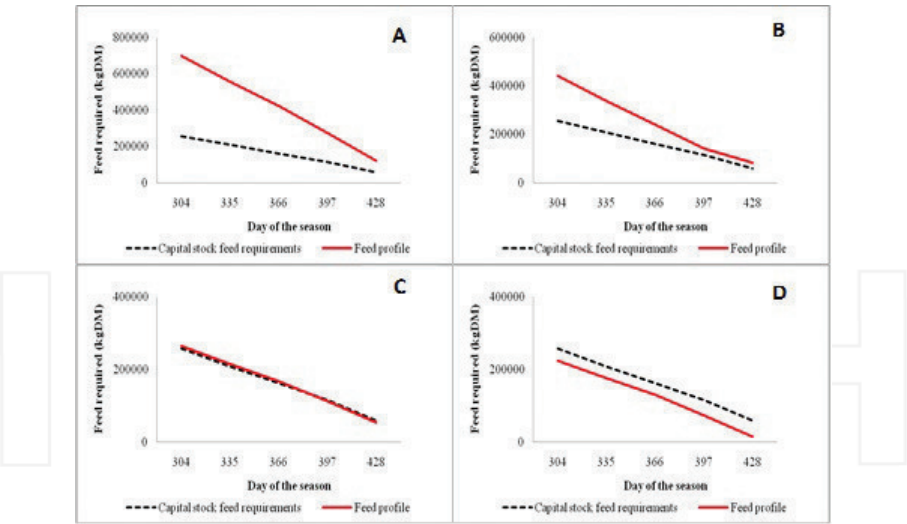 A
Feed required (kgDM)
800000
600000
400000
200000
0
304 335 366 397 428
Day of the season
Capital stock feed requirements Feed profile
B
Feed required (kgDM)
600000
400000
200000
0
304 335 366 397 428
Day of the season
Capital stock feed requirements Feed profile
C
Feed required (kgDM)
400000
200000
0
304 335 366 397 428
Day of the season
Capital stock feed requirements Feed profile
D
Feed required (kgDM)
400000
200000
0
304 335 366 397 428
Day of the season
Capital stock feed requirements Feed profile